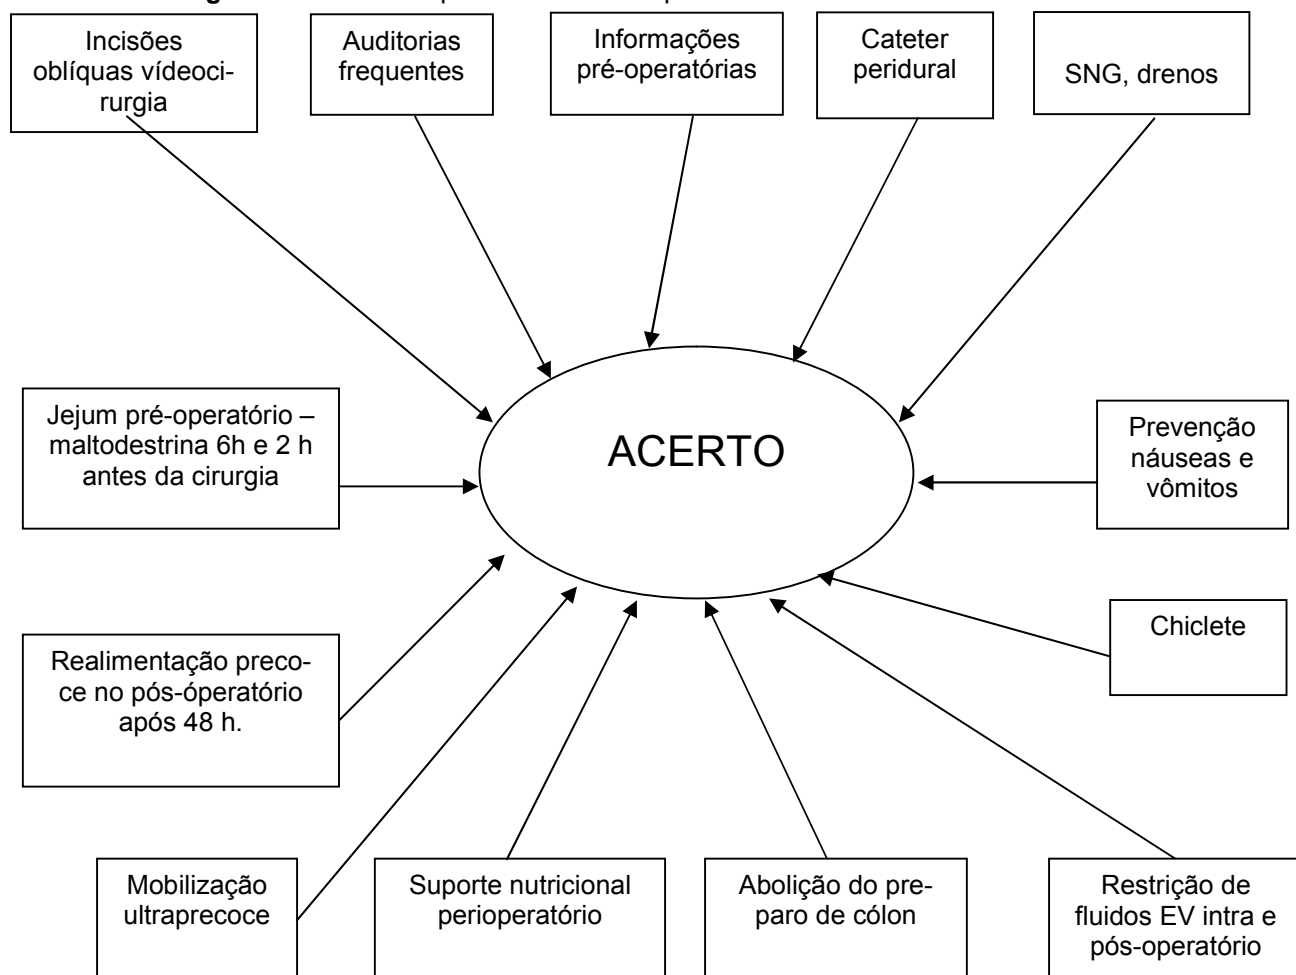 Incisões
oblíquas vídeoci-
rurgia
Auditorias
frequentes
Informações
pré-operatórias
Cateter
peridural
SNG, drenos
Jejum pré-operatório –
maltodestrina 6h e 2 h
antes da cirurgia
ACERTO
Prevenção
náuseas e
vômitos
Realimentação preco-
ce no pós-óperatório
após 48 h.
Chiclete
Mobilização
ultraprecoce
Suporte nutricional
perioperatório
Abolição do pre-
paro de cólon
Restrição de
fluidos EV intra e
pós-operatório